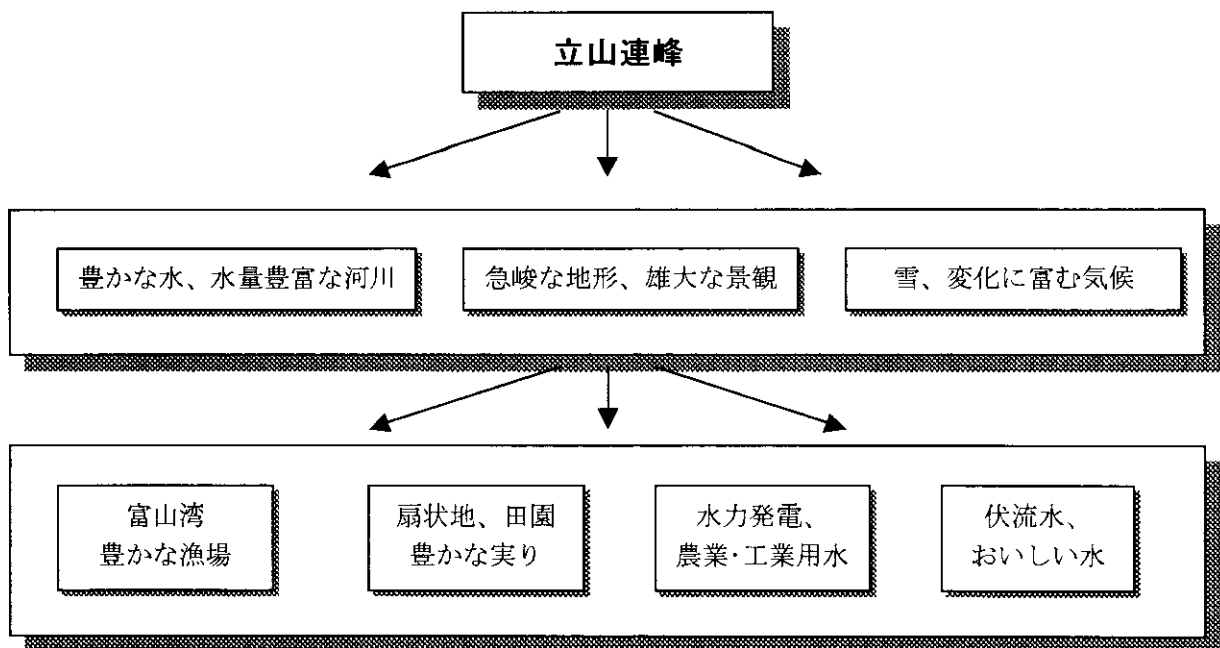 立山連峰
豊かな水、水量豊富な河川
急峻な地形、雄大な景観
雪、変化に富む気候
富山湾
豊かな漁場
扇状地、田園
豊かな実り
水力発電、
農業・工業用水
伏流水、
おいしい水